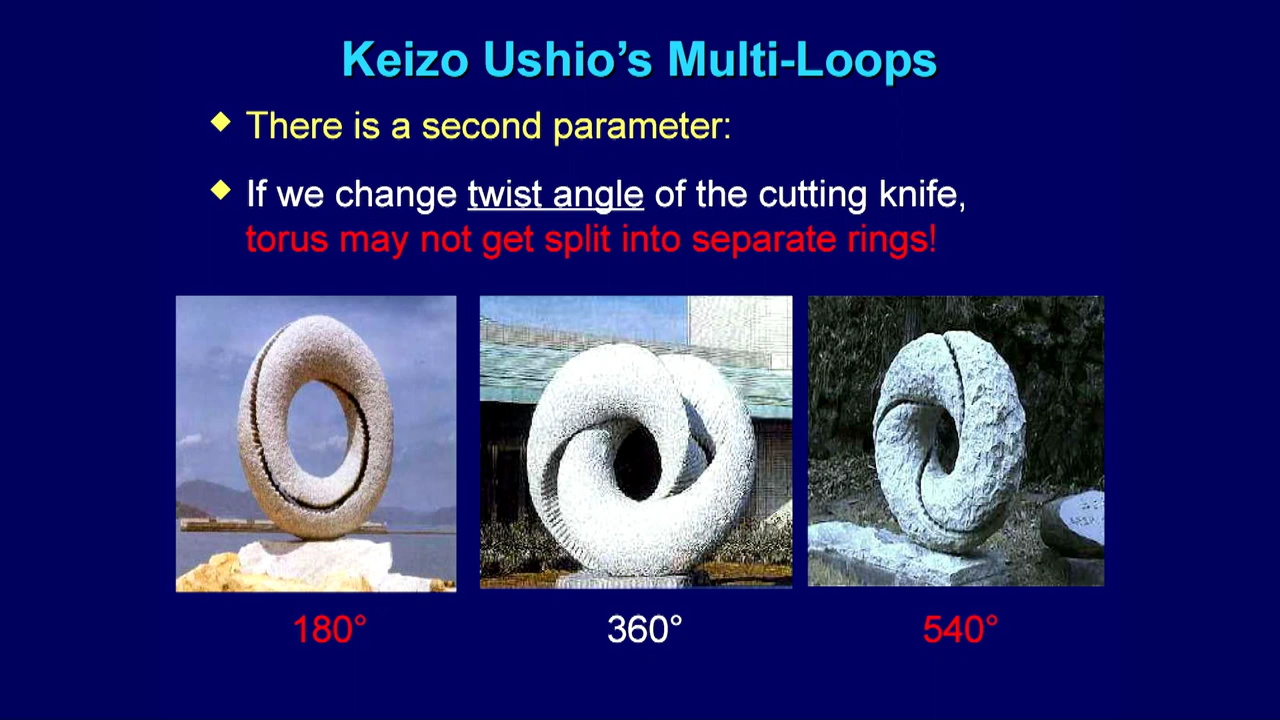 Keizo Ushio’s Multi-Loops
There is a second parameter:
If we change twist angle of the cutting knife,
torus may not get split into separate rings!
180° 360° 540°